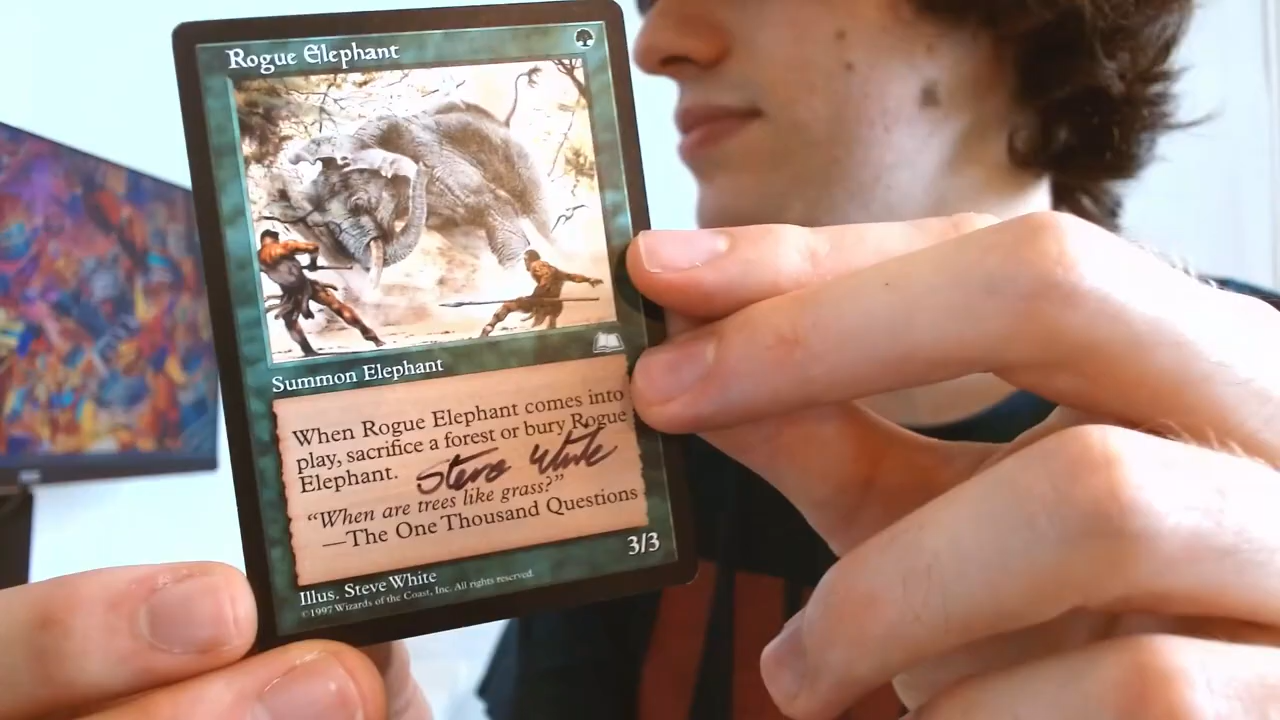 Rogue Elephant
Summon Elephant
When Rogue Elephant comes into
play, sacrifice a forest or bury Rogue
Elephant.
Steve White
“When are trees like grass?”
—The One Thousand Questions
3/3
Illus. Steve White
©1997 Wizards of the Coast, Inc. All rights reserved.